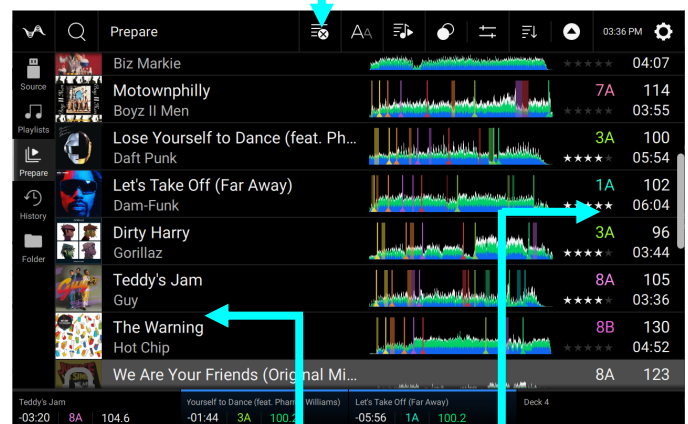 Prepare
AA
03:36 PM
Source
Playlists
Prepare
History
Folder
Biz Markie
04:07
Motownphilly
7A 114
Boyz II Men
03:55
Lose Yourself to Dance (feat. Ph...
3A 100
Daft Punk
05:54
Let's Take Off (Far Away)
1A 102
Dam-Funk
06:04
Dirty Harry
3A 96
Gorillaz
03:44
Teddy's Jam
8A 105
Guy
03:36
The Warning
8B 130
Hot Chip
04:52
We Are Your Friends (Original Mi...
8A 123
Teddy's Jam
-03:20 8A 104.6
Yourself to Dance (feat. Pharrell Williams)
-01:44 3A 100.2
Let's Take Off (Far Away)
-05:56 1A 100.2
Deck 4